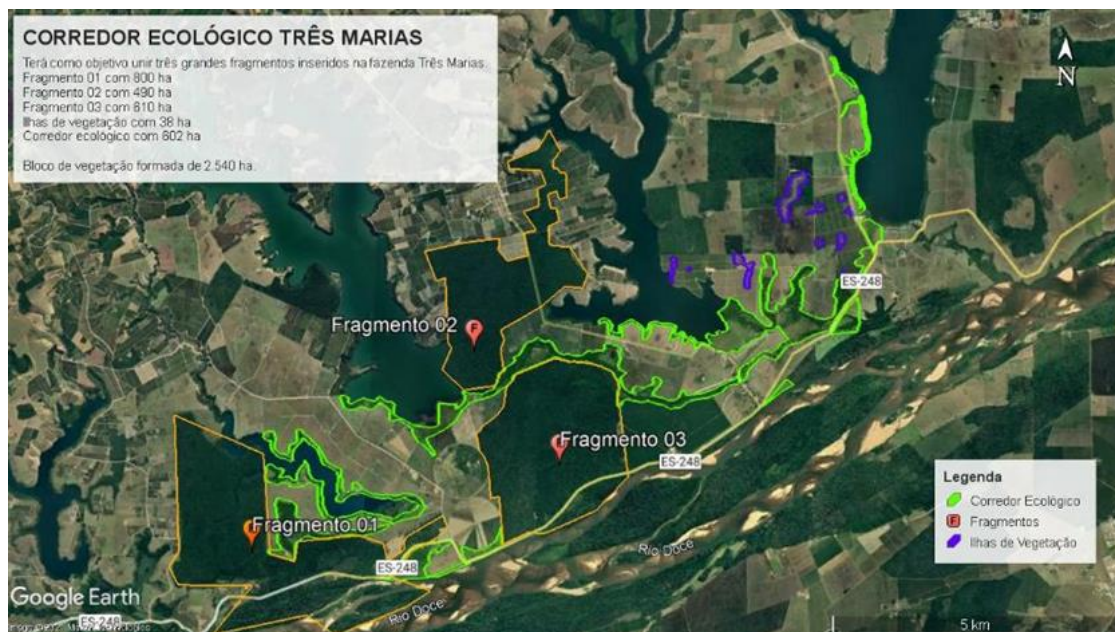 CORREDOR ECOLÓGICO TRÊS MARIAS
Terá como objetivo unir três grandes fragmentos inseridos na fazenda Três Marias.
Fragmento 01 com 800 ha
Fragmento 02 com 490 ha
Fragmento 03 com 610 ha
Ilhas de vegetação com 38 ha
Corredor ecológico com 602 ha
Bloco de vegetação formada de 2.540 ha.
N
ES-248
Fragmento 02
F
Fragmento 03
ES-248
Legenda
Corredor Ecológico
F Fragmentos
Ilhas de Vegetação
Fragmento 01
Rio Doce
ES-248
Google Earth
Rio Doce
ES-248
5 km